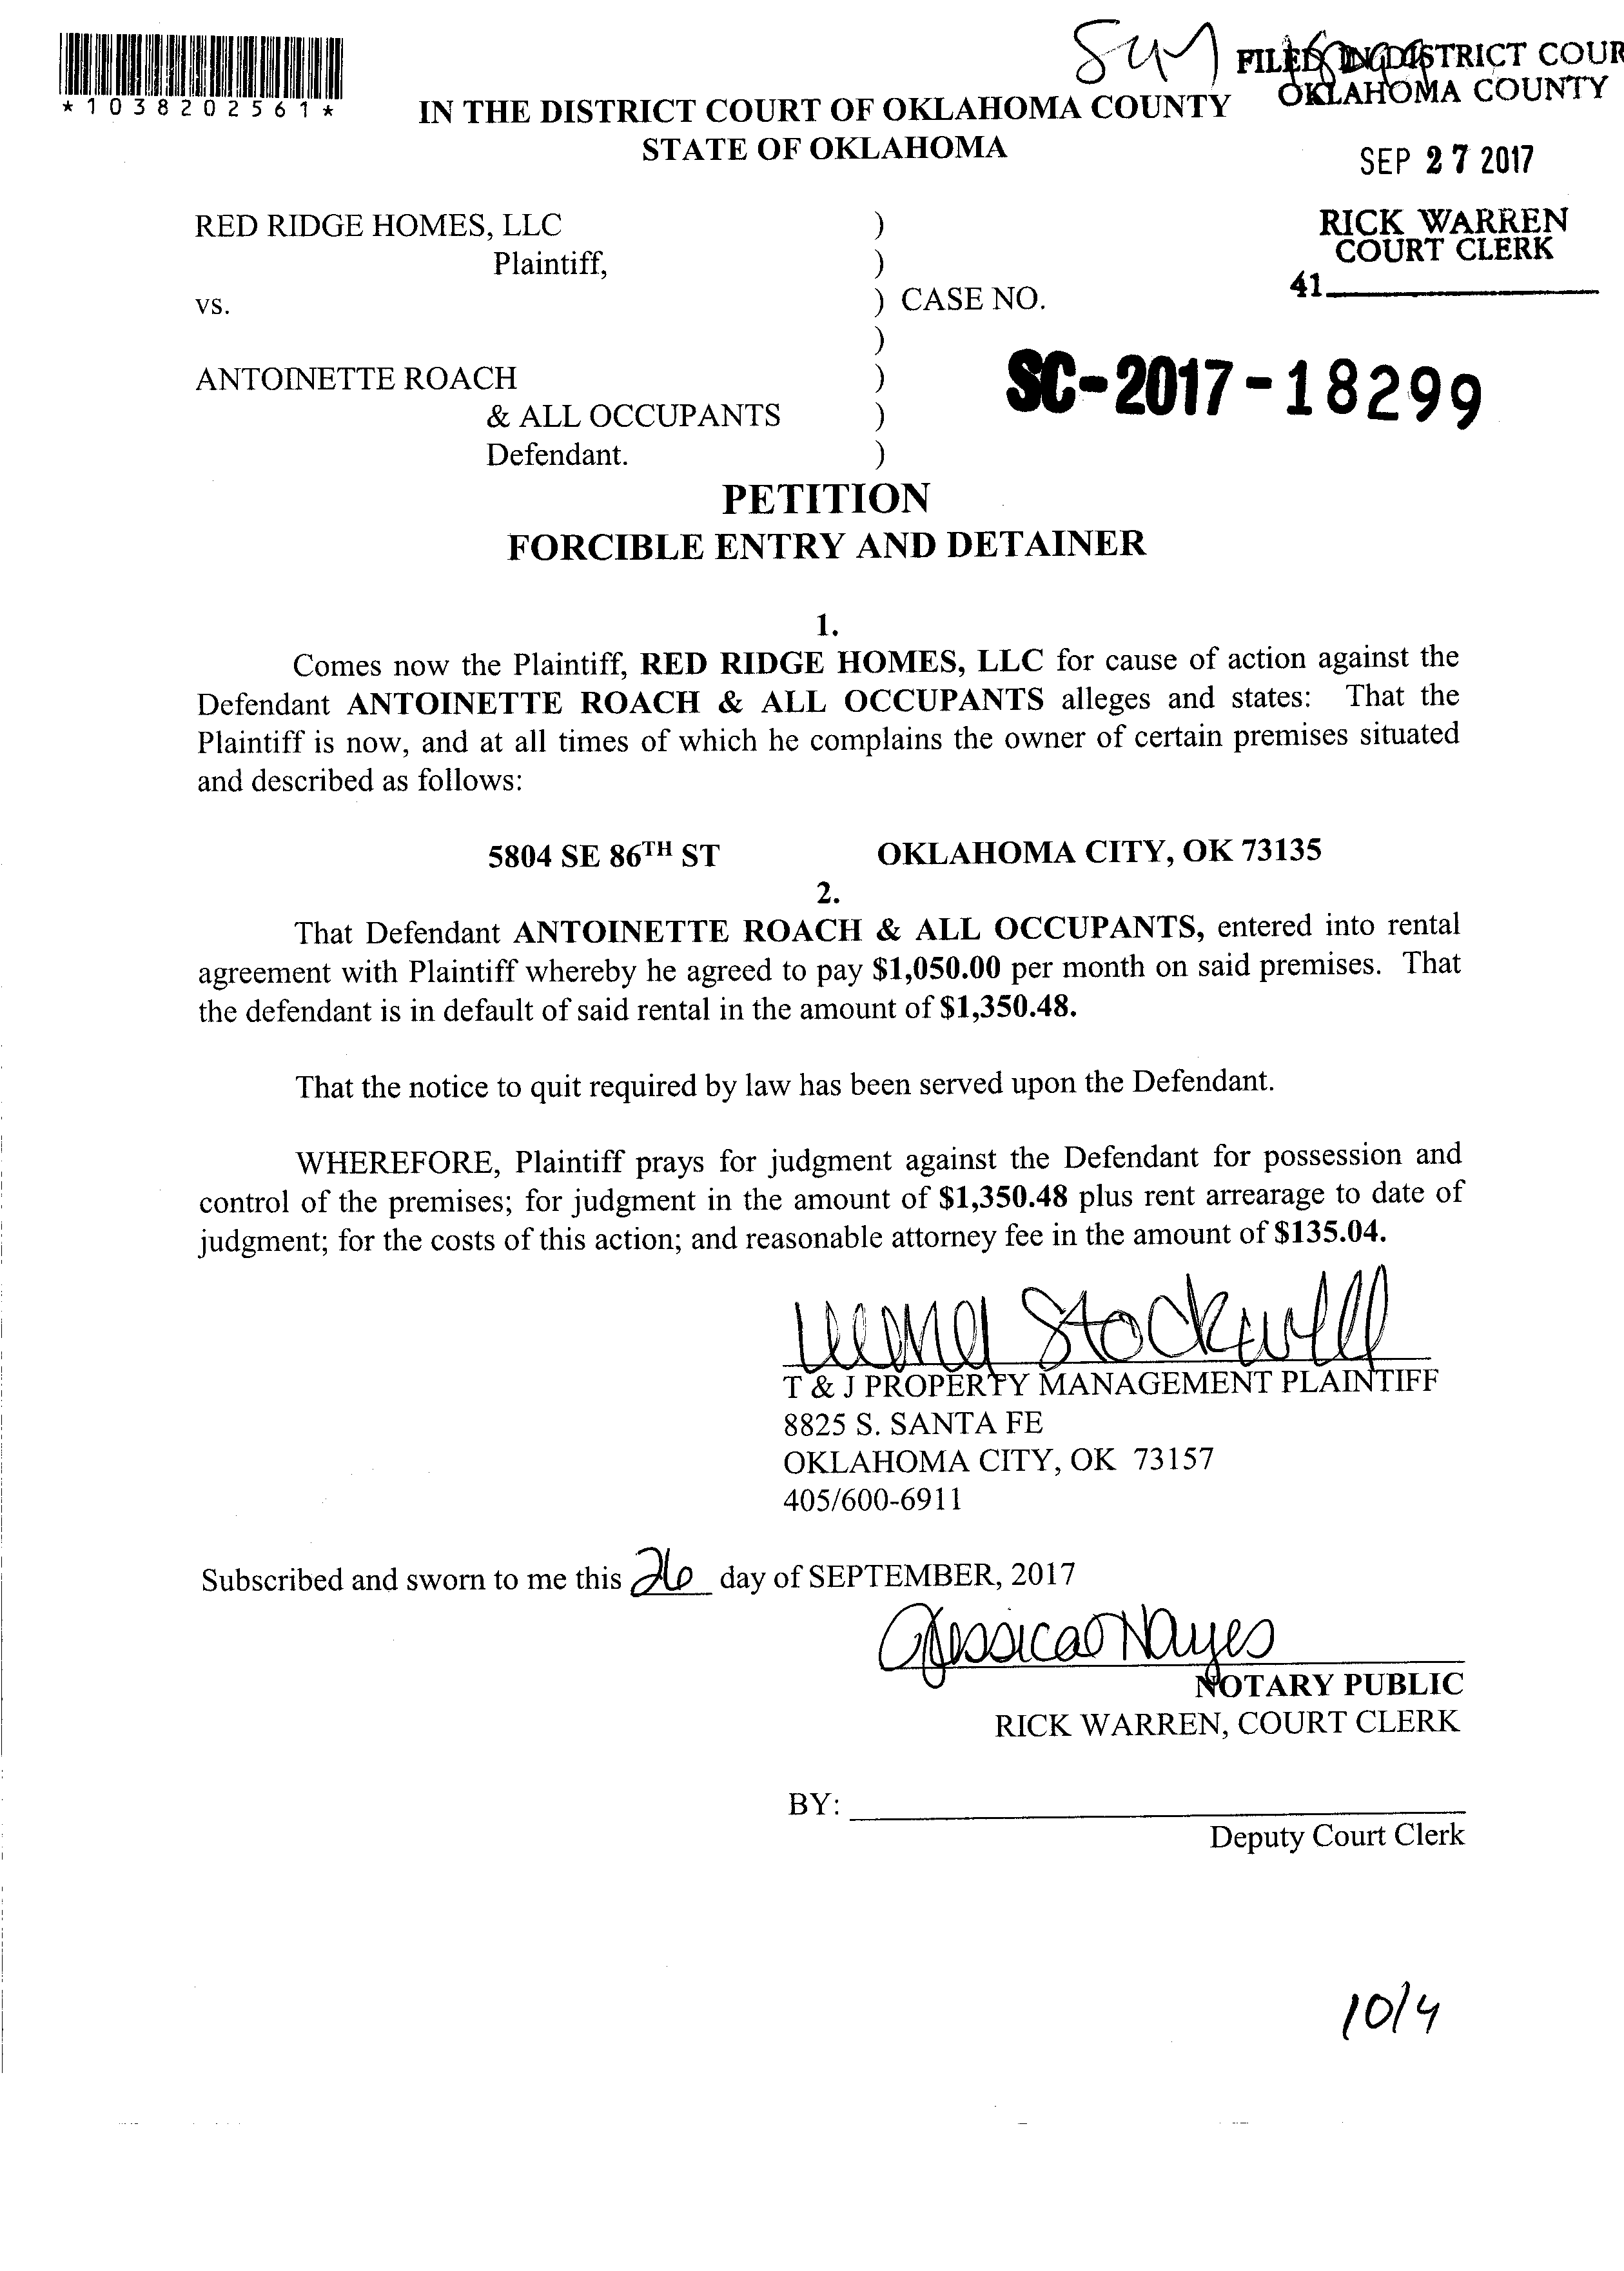 *1038202561*
FILED IN DISTRICT COUR
OKLAHOMA COUNTY
IN THE DISTRICT COURT OF OKLAHOMA COUNTY
STATE OF OKLAHOMA
SEP 27 2017
RICK WARREN
COURT CLERK
41
RED RIDGE HOMES, LLC )
Plaintiff, )
vs. ) CASE NO.
)
ANTOINETTE ROACH ) SC-2017-18299
& ALL OCCUPANTS )
Defendant. )
PETITION
FORCIBLE ENTRY AND DETAINER
1.
Comes now the Plaintiff, RED RIDGE HOMES, LLC for cause of action against the
Defendant ANTOINETTE ROACH & ALL OCCUPANTS alleges and states: That the
Plaintiff is now, and at all times of which he complains the owner of certain premises situated
and described as follows:
5804 SE 86TH ST OKLAHOMA CITY, OK 73135
2.
That Defendant ANTOINETTE ROACH & ALL OCCUPANTS, entered into rental
agreement with Plaintiff whereby he agreed to pay $1,050.00 per month on said premises. That
the defendant is in default of said rental in the amount of $1,350.48.
That the notice to quit required by law has been served upon the Defendant.
WHEREFORE, Plaintiff prays for judgment against the Defendant for possession and
control of the premises; for judgment in the amount of $1,350.48 plus rent arrearage to date of
judgment; for the costs of this action; and reasonable attorney fee in the amount of $135.04.
Stockwell
T & J PROPERTY MANAGEMENT PLAINTIFF
8825 S. SANTA FE
OKLAHOMA CITY, OK 73157
405/600-6911
Subscribed and sworn to me this 26 day of SEPTEMBER, 2017
Jessica Hayes
NOTARY PUBLIC
RICK WARREN, COURT CLERK
BY:
Deputy Court Clerk
10/4